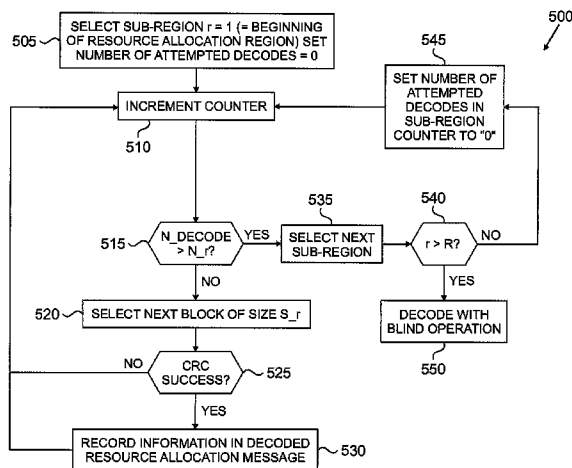 500
505
SELECT SUB-REGION r = 1 (= BEGINNING
OF RESOURCE ALLOCATION REGION) SET
NUMBER OF ATTEMPTED DECODES = 0
545
SET NUMBER OF
ATTEMPTED
DECODES IN
SUB-REGION
COUNTER TO "0"
INCREMENT COUNTER
510
515
N_DECODE
> N_r?
YES
535
SELECT NEXT
SUB-REGION
540
r > R?
NO
NO
YES
520
SELECT NEXT BLOCK OF SIZE S_r
DECODE WITH
BLIND OPERATION
550
NO
CRC
SUCCESS?
525
YES
RECORD INFORMATION IN DECODED
RESOURCE ALLOCATION MESSAGE
530